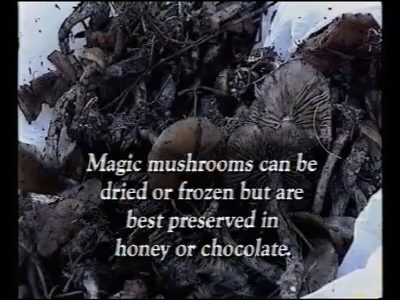 Magic mushrooms can be
dried or frozen but are
best preserved in
honey or chocolate.